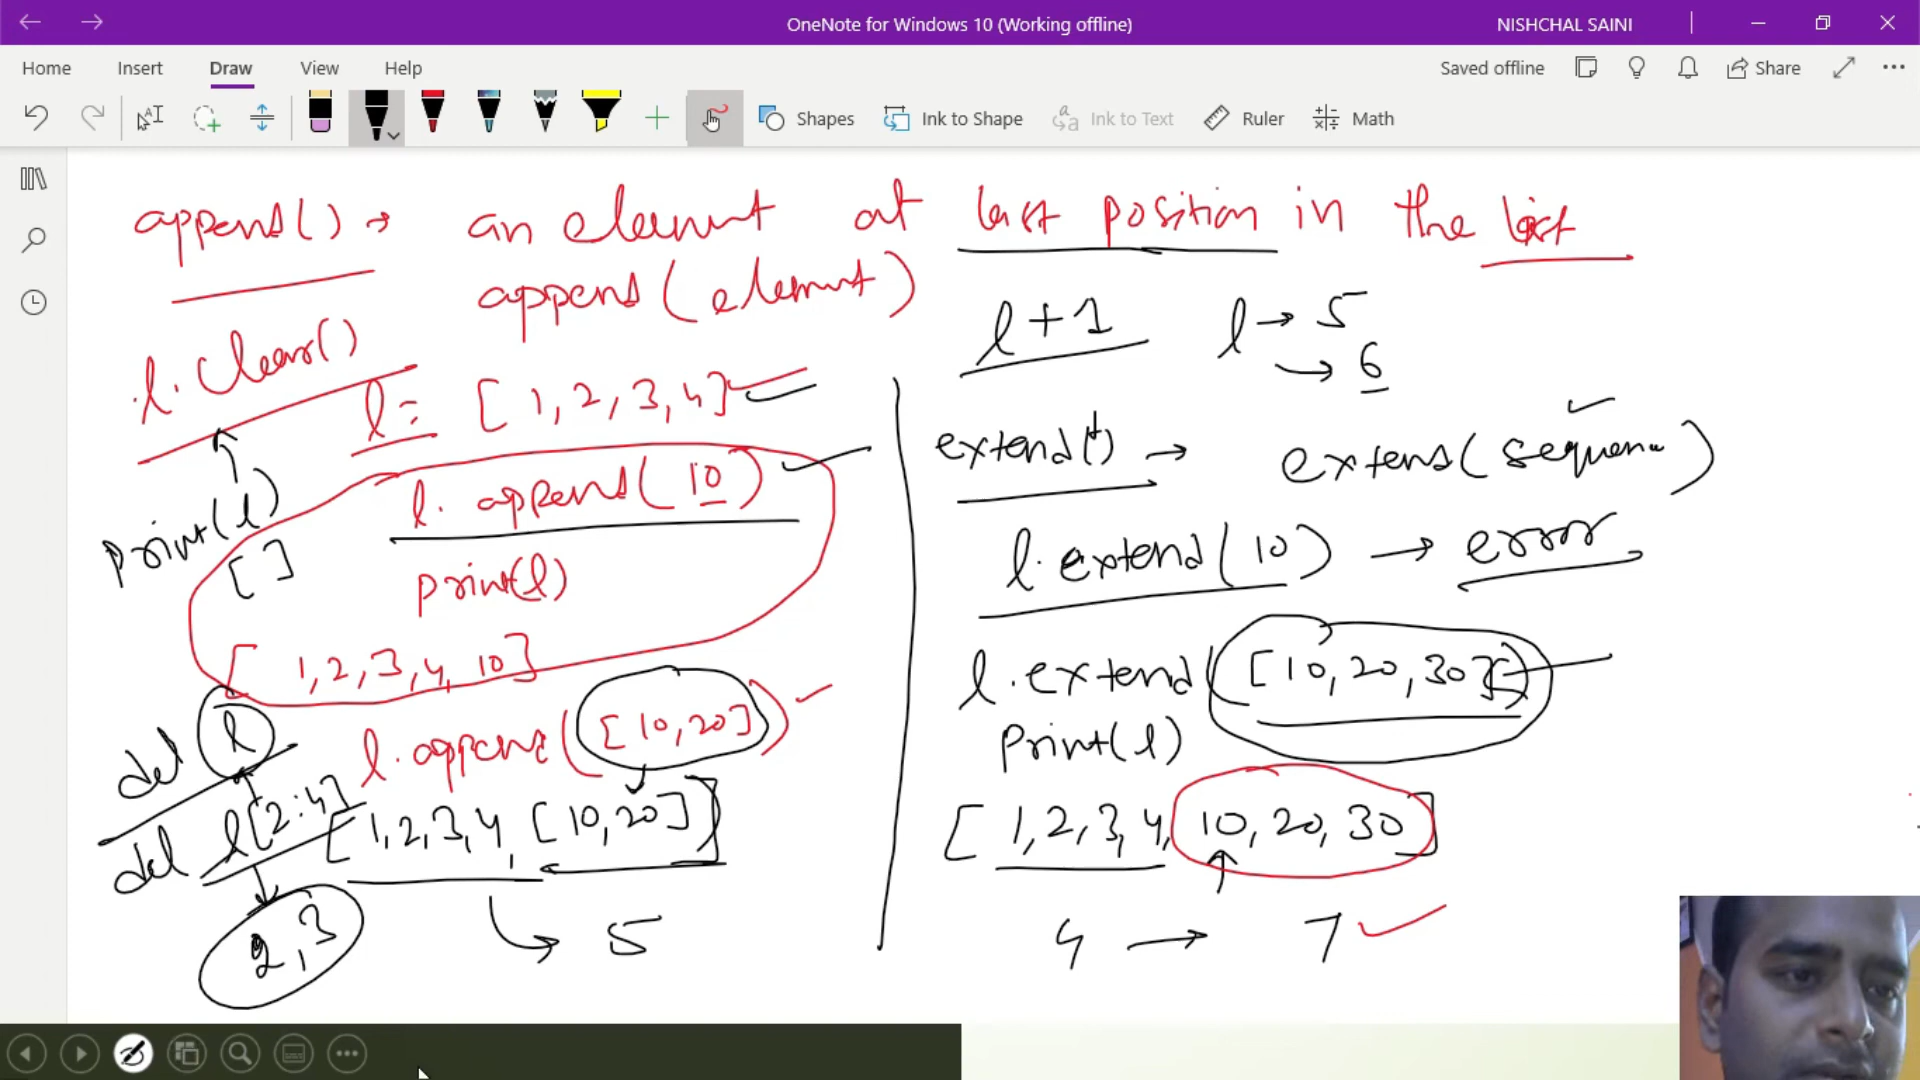 OneNote for Windows 10 (Working offline)
NISHCHAL SAINI
Home Insert Draw View Help
Saved offline Share
Shapes Ink to Shape Ink to Text Ruler Math
append() → an element at last position in the list
append(element)
l.clear()
print(l)
[ ]
l = [ 1, 2, 3, 4 ]
l. append( 10 )
print(l)
[ 1, 2, 3, 4, 10 ]
l.append( [ 10, 20 ] )
[ 1, 2, 3, 4, [ 10, 20 ] ]
↳ 5
del l
del l[2:4]
2, 3
l + 1 l → 5
→ 6
extend() → extend(sequence)
l.extend( 10 ) → error
l.extend( [10, 20, 30] )
print(l)
[ 1, 2, 3, 4, 10, 20, 30 ]
4 → 7